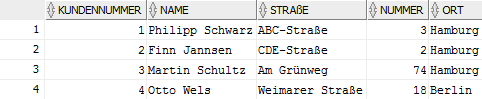 KUNDENNUMMER NAME STRAßE NUMMER ORT
1 1 Philipp Schwarz ABC-Straße 3 Hamburg
2 2 Finn Jannsen CDE-Straße 2 Hamburg
3 3 Martin Schultz Am Grünweg 74 Hamburg
4 4 Otto Wels Weimarer Straße 18 Berlin